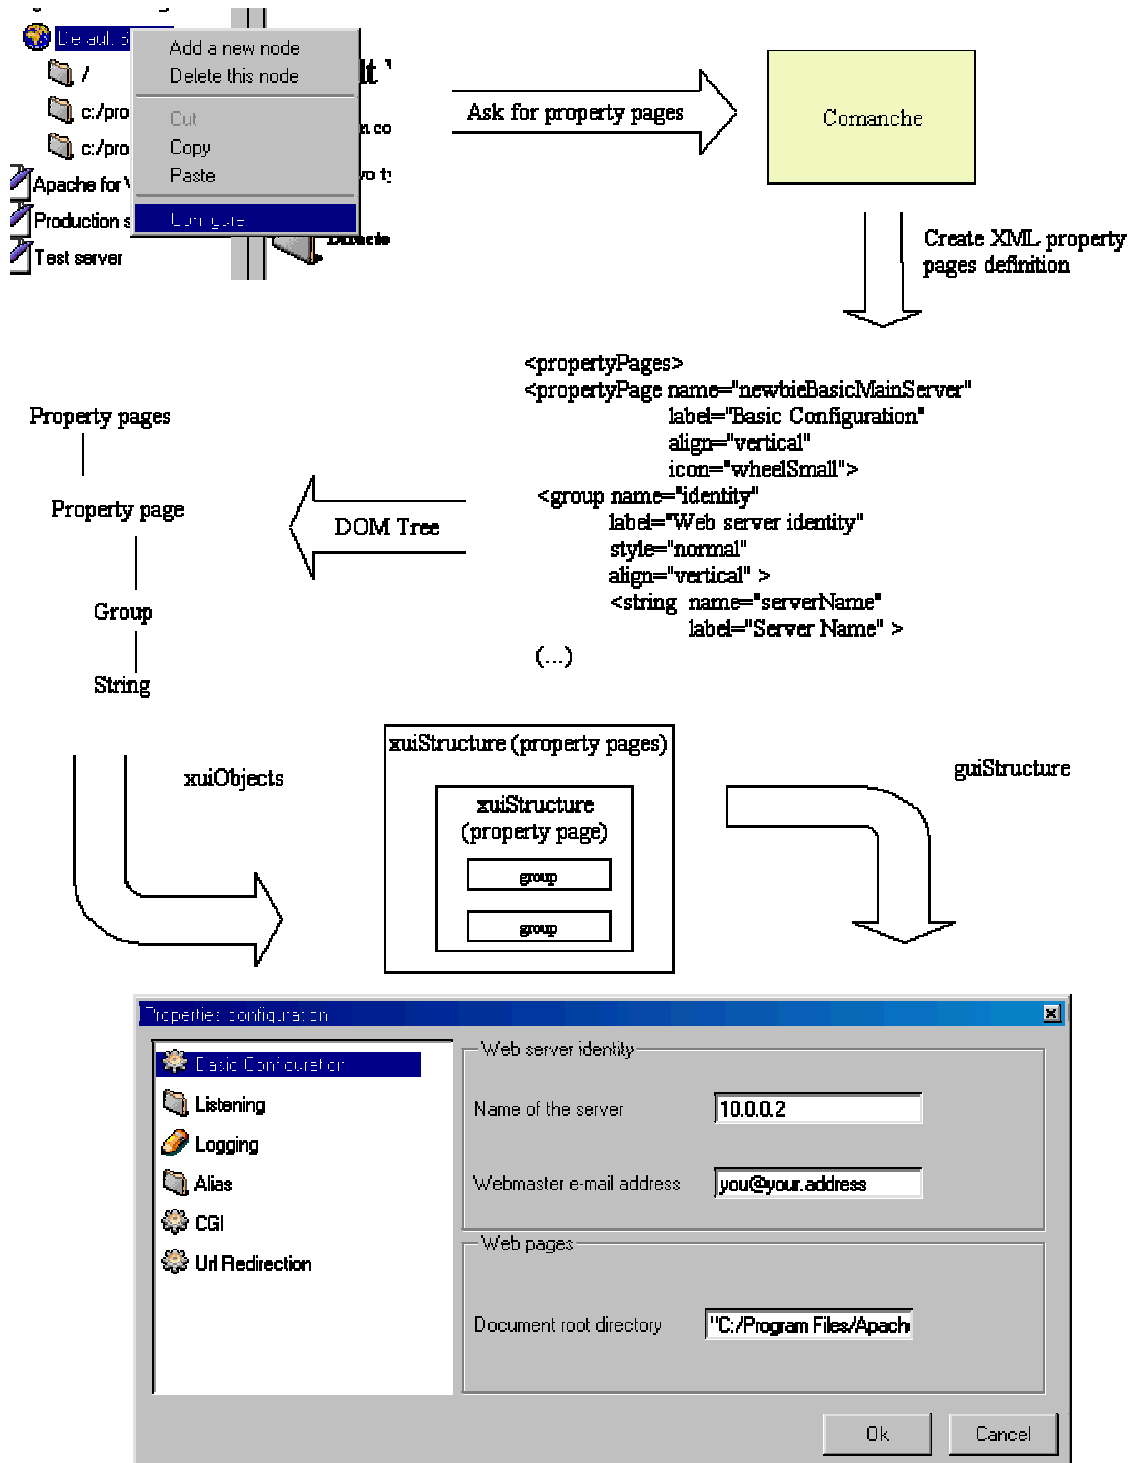 Add a new node
Delete this node
Cut
Copy
Paste
Configure
Default
/
c:/pro
c:/pro
Apache for
Production s
Test server
Ask for property pages
Comanche
Create XML property
pages definition
<propertyPages>
<propertyPage name="newbieBasicMainServer"
label="Basic Configuration"
align="vertical"
icon="wheelSmall">
<group name="identity"
label="Web server identity"
style="normal"
align="vertical" >
<string name="serverName"
label="Server Name" >
(...)
DOM Tree
Property pages
Property page
Group
String
xuiObjects
xuiStructure (property pages)
xuiStructure
(property page)
group
group
guiStructure
Properties configuration
Basic Configuration
Listening
Logging
Alias
CGI
Url Redirection
Web server identity
Name of the server
10.0.0.2
Webmaster e-mail address
you@your.address
Web pages
Document root directory
"C:/Program Files/Apach
Ok
Cancel